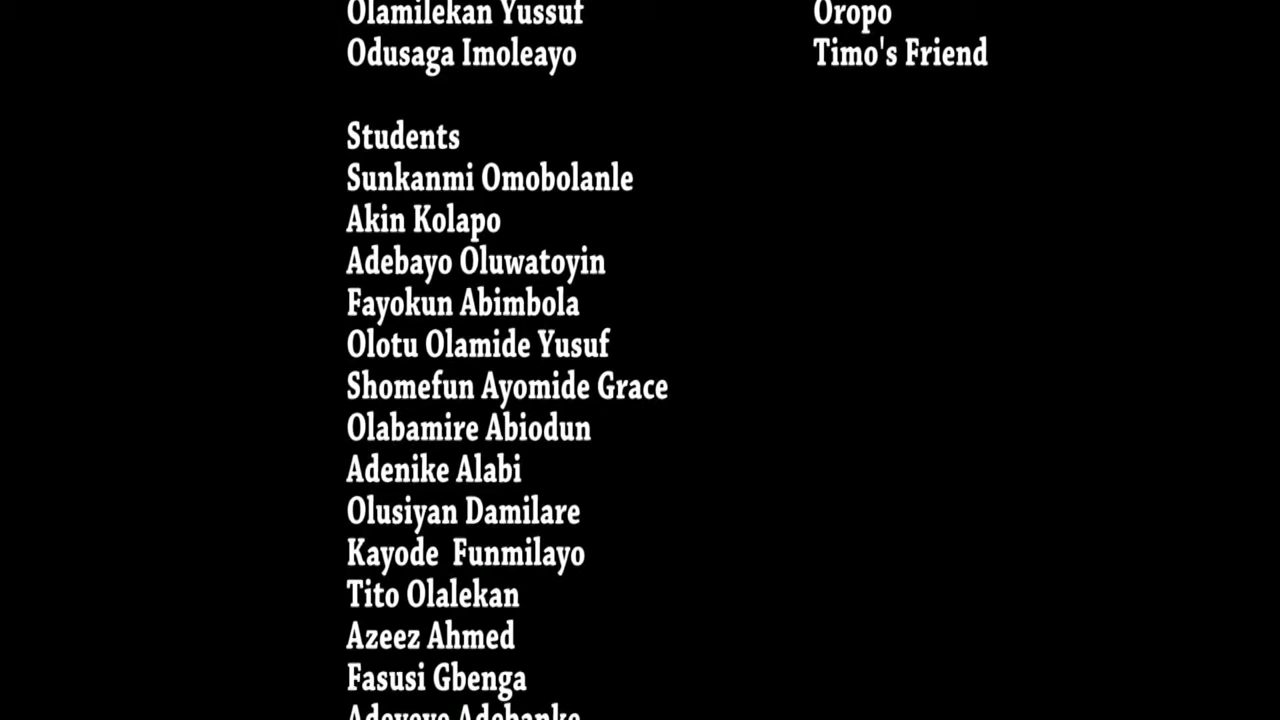 Olamilekan Yussuf Oropo
Odusaga Imoleayo Timo's Friend
Students
Sunkanmi Omobolanle
Akin Kolapo
Adebayo Oluwatoyin
Fayokun Abimbola
Olotu Olamide Yusuf
Shomefun Ayomide Grace
Olabamire Abiodun
Adenike Alabi
Olusiyan Damilare
Kayode  Funmilayo
Tito Olalekan
Azeez Ahmed
Fasusi Gbenga